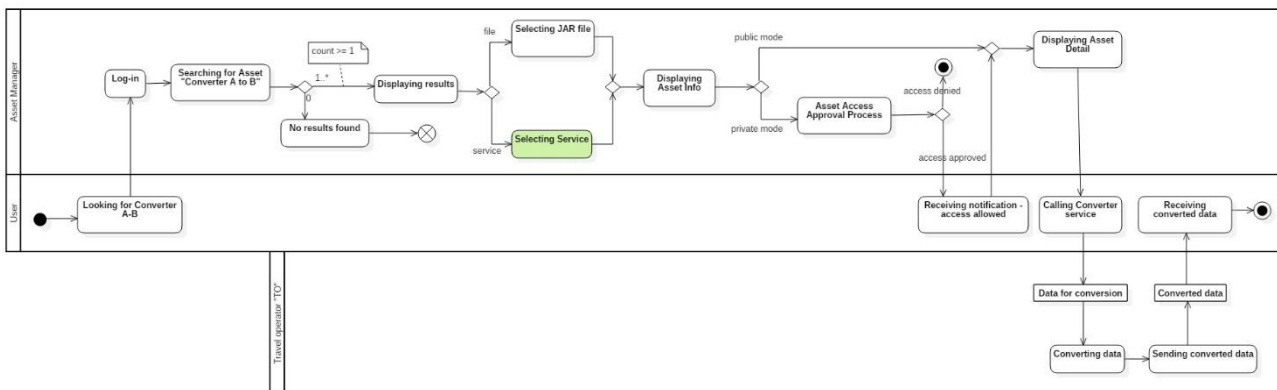 Asset Manager
Log-in
Searching for Asset
"Converter A to B"
count >= 1
1..*
0
Displaying results
No results found
file
service
Selecting JAR file
Selecting Service
Displaying
Asset Info
public mode
private mode
Asset Access
Approval Process
access denied
access approved
Displaying Asset
Detail
User
Looking for Converter
A-B
Receiving notification -
access allowed
Calling Converter
service
Receiving
converted data
Travel operator "TO"
Data for conversion
Converted data
Converting data
Sending converted data